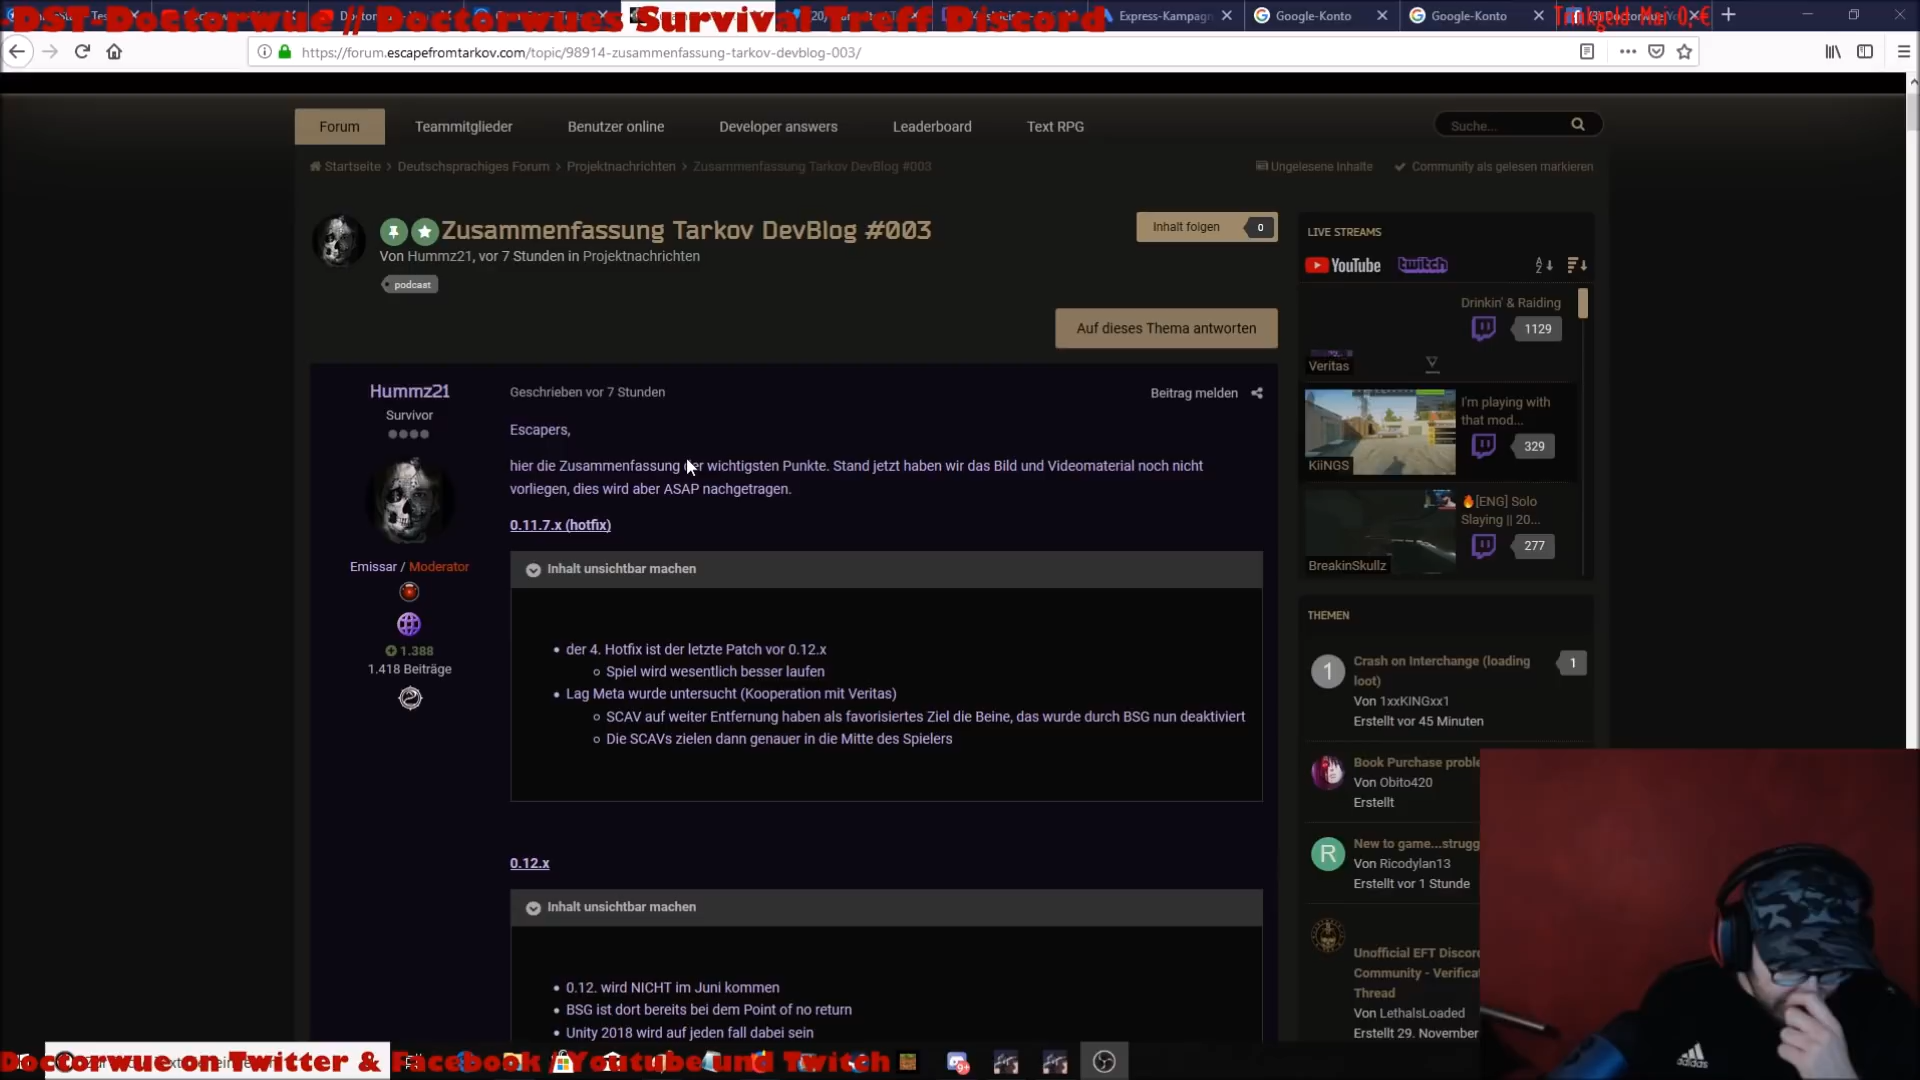 DST Doctorwue // Doctorwues Survival Treff Discord
Trinkgeld-Mai 0,-€
Express-Kampagn
Google-Konto
Google-Konto
https://forum.escapefromtarkov.com/topic/98914-zusammenfassung-tarkov-devblog-003/
Forum
Teammitglieder
Benutzer online
Developer answers
Leaderboard
Text RPG
Suche...
Startseite > Deutschsprachiges Forum > Projektnachrichten > Zusammenfassung Tarkov DevBlog #003
Ungelesene Inhalte
Community als gelesen markieren
Zusammenfassung Tarkov DevBlog #003
Von Hummz21, vor 7 Stunden in Projektnachrichten
podcast
Inhalt folgen 0
Auf dieses Thema antworten
Hummz21
Survivor
Emissar / Moderator
1.388
1.418 Beiträge
Geschrieben vor 7 Stunden
Beitrag melden
Escapers,
hier die Zusammenfassung der wichtigsten Punkte. Stand jetzt haben wir das Bild und Videomaterial noch nicht
vorliegen, dies wird aber ASAP nachgetragen.
0.11.7.x (hotfix)
Inhalt unsichtbar machen
der 4. Hotfix ist der letzte Patch vor 0.12.x
Spiel wird wesentlich besser laufen
Lag Meta wurde untersucht (Kooperation mit Veritas)
SCAV auf weiter Entfernung haben als favorisiertes Ziel die Beine, das wurde durch BSG nun deaktiviert
Die SCAVs zielen dann genauer in die Mitte des Spielers
0.12.x
Inhalt unsichtbar machen
0.12. wird NICHT im Juni kommen
BSG ist dort bereits bei dem Point of no return
Unity 2018 wird auf jeden fall dabei sein
LIVE STREAMS
YouTube
twitch
Drinkin' & Raiding
1129
Veritas
I'm playing with
that mod...
329
KiiNGS
[ENG] Solo
Slaying || 20...
277
BreakinSkullz
THEMEN
Crash on Interchange (loading
loot)
1
1
Von 1xxKINGxx1
Erstellt vor 45 Minuten
Book Purchase proble
Von Obito420
Erstellt
R
New to game...strugg
Von Ricodylan13
Erstellt vor 1 Stunde
Unofficial EFT Discord
Community - Verifica
Thread
Von LethalsLoaded
Erstellt 29. November
adidas
Doctorwue on Twitter & Facebook /Youtube und Twitch